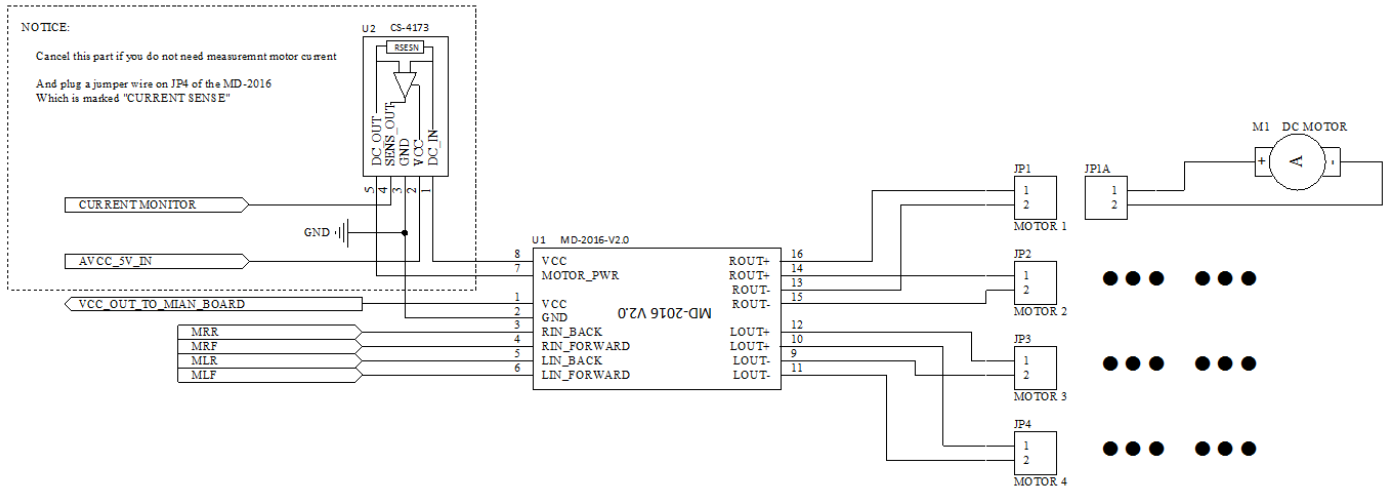 NOTICE:
Cancel this part if you do not need measuremnt motor current
And plug a jumper wire on JP4 of the MD-2016
Which is marked "CURRENT SENSE"
U2 CS-4173
RSESN
DC_OUT
SENS_OUT
GND
VCC
DC_IN
5 4 3 2 1
CURRENT MONITOR
GND
AVCC_5V_IN
VCC_OUT_TO_MIAN_BOARD
MRR
MRF
MLR
MLF
U1 MD-2016-V2.0
8 VCC
7 MOTOR_PWR
1 VCC
2 GND
3 RIN_BACK
4 RIN_FORWARD
5 LIN_BACK
6 LIN_FORWARD
MD-2016 V2.0
ROUT+ 16
ROUT+ 14
ROUT- 13
ROUT- 15
LOUT+ 12
LOUT+ 10
LOUT- 9
LOUT- 11
JP1
1
2
MOTOR 1
JP1A
1
2
M1 DC MOTOR
+ A -
JP2
1
2
MOTOR 2
JP3
1
2
MOTOR 3
JP4
1
2
MOTOR 4